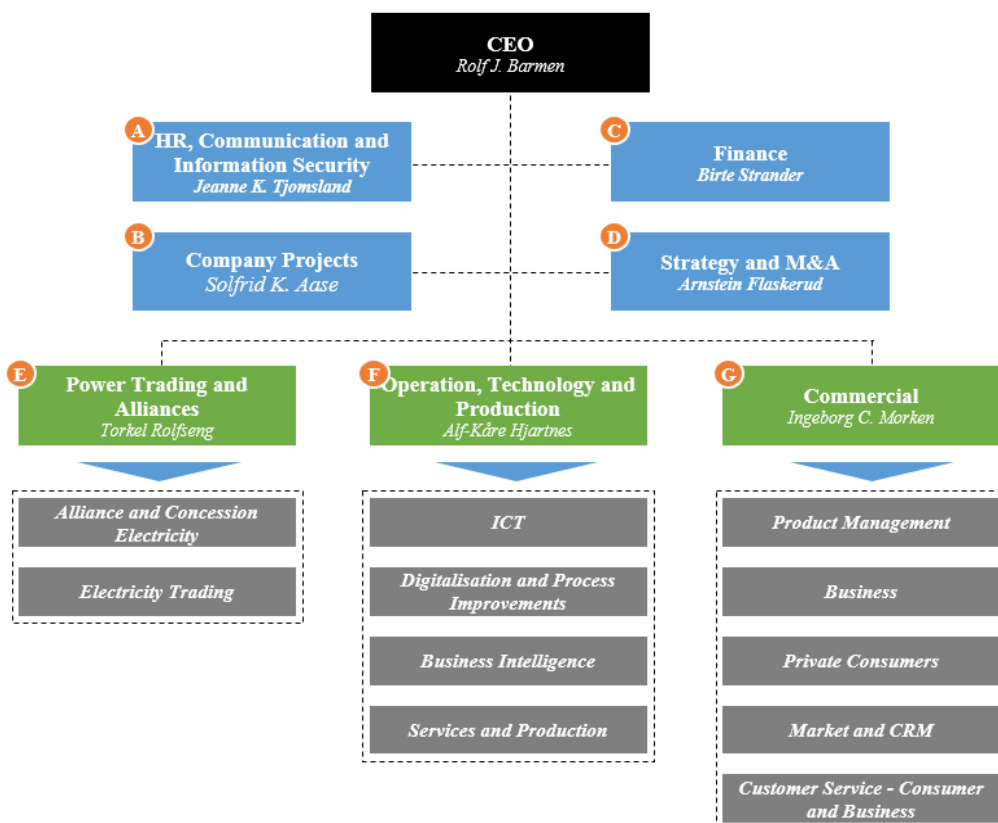 CEO
Rolf J. Barmen
A
HR, Communication and
Information Security
Jeanne K. Tjomsland
C
Finance
Birte Strander
B
Company Projects
Solfrid K. Aase
D
Strategy and M&A
Arnstein Flaskerud
E
Power Trading and
Alliances
Torkel Rolfseng
F
Operation, Technology and
Production
Alf-Kåre Hjartnes
G
Commercial
Ingeborg C. Morken
Alliance and Concession
Electricity
Electricity Trading
ICT
Digitalisation and Process
Improvements
Business Intelligence
Services and Production
Product Management
Business
Private Consumers
Market and CRM
Customer Service - Consumer
and Business